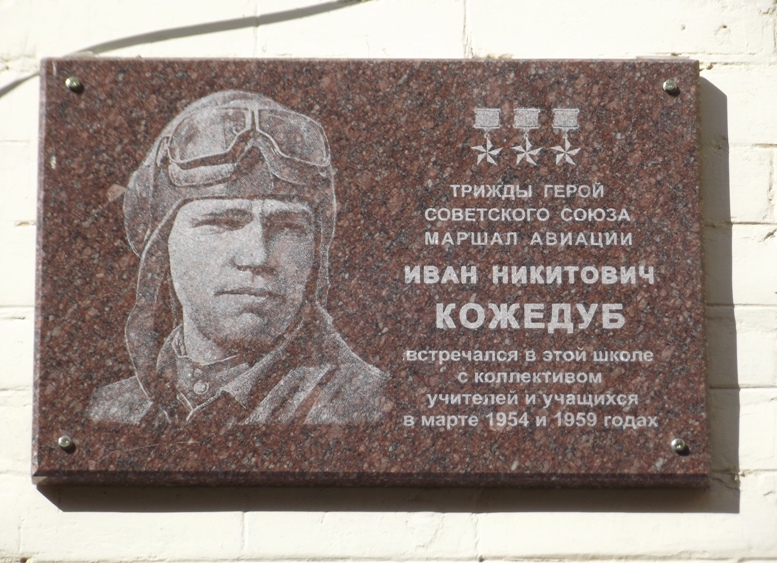 ТРИЖДЫ ГЕРОЙ
СОВЕТСКОГО СОЮЗА
МАРШАЛ АВИАЦИИ
ИВАН НИКИТОВИЧ
КОЖЕДУБ
встречался в этой школе
с коллективом
учителей и учащихся
в марте 1954 и 1959 годах